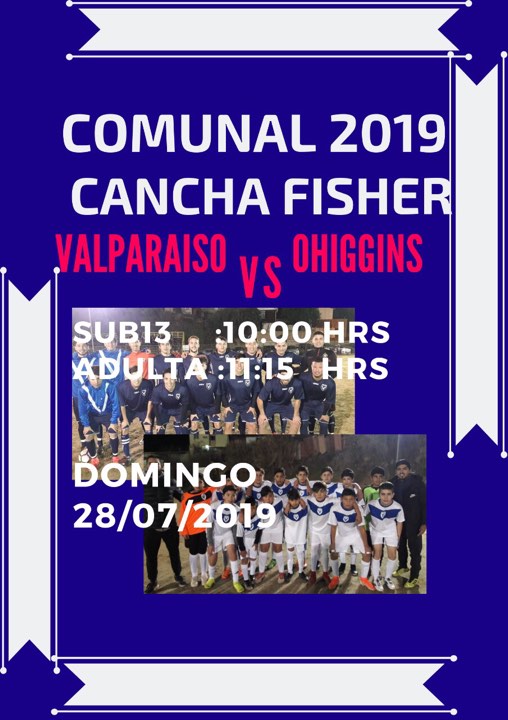 COMUNAL 2019
CANCHA FISHER
VALPARAISO VS OHIGGINS
SUB13 :10:00 HRS
ADULTA :11:15 HRS
DOMINGO
28/07/2019